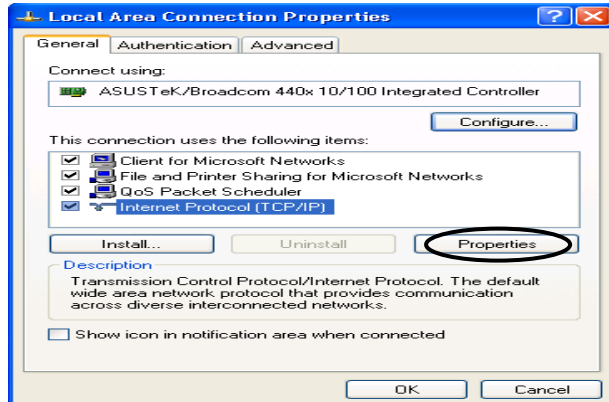 Local Area Connection Properties
General Authentication Advanced
Connect using:
ASUSTeK/Broadcom 440x 10/100 Integrated Controller
Configure...
This connection uses the following items:
Client for Microsoft Networks
File and Printer Sharing for Microsoft Networks
QoS Packet Scheduler
Internet Protocol (TCP/IP)
Install... Uninstall Properties
Description
Transmission Control Protocol/Internet Protocol. The default
wide area network protocol that provides communication
across diverse interconnected networks.
Show icon in notification area when connected
OK Cancel